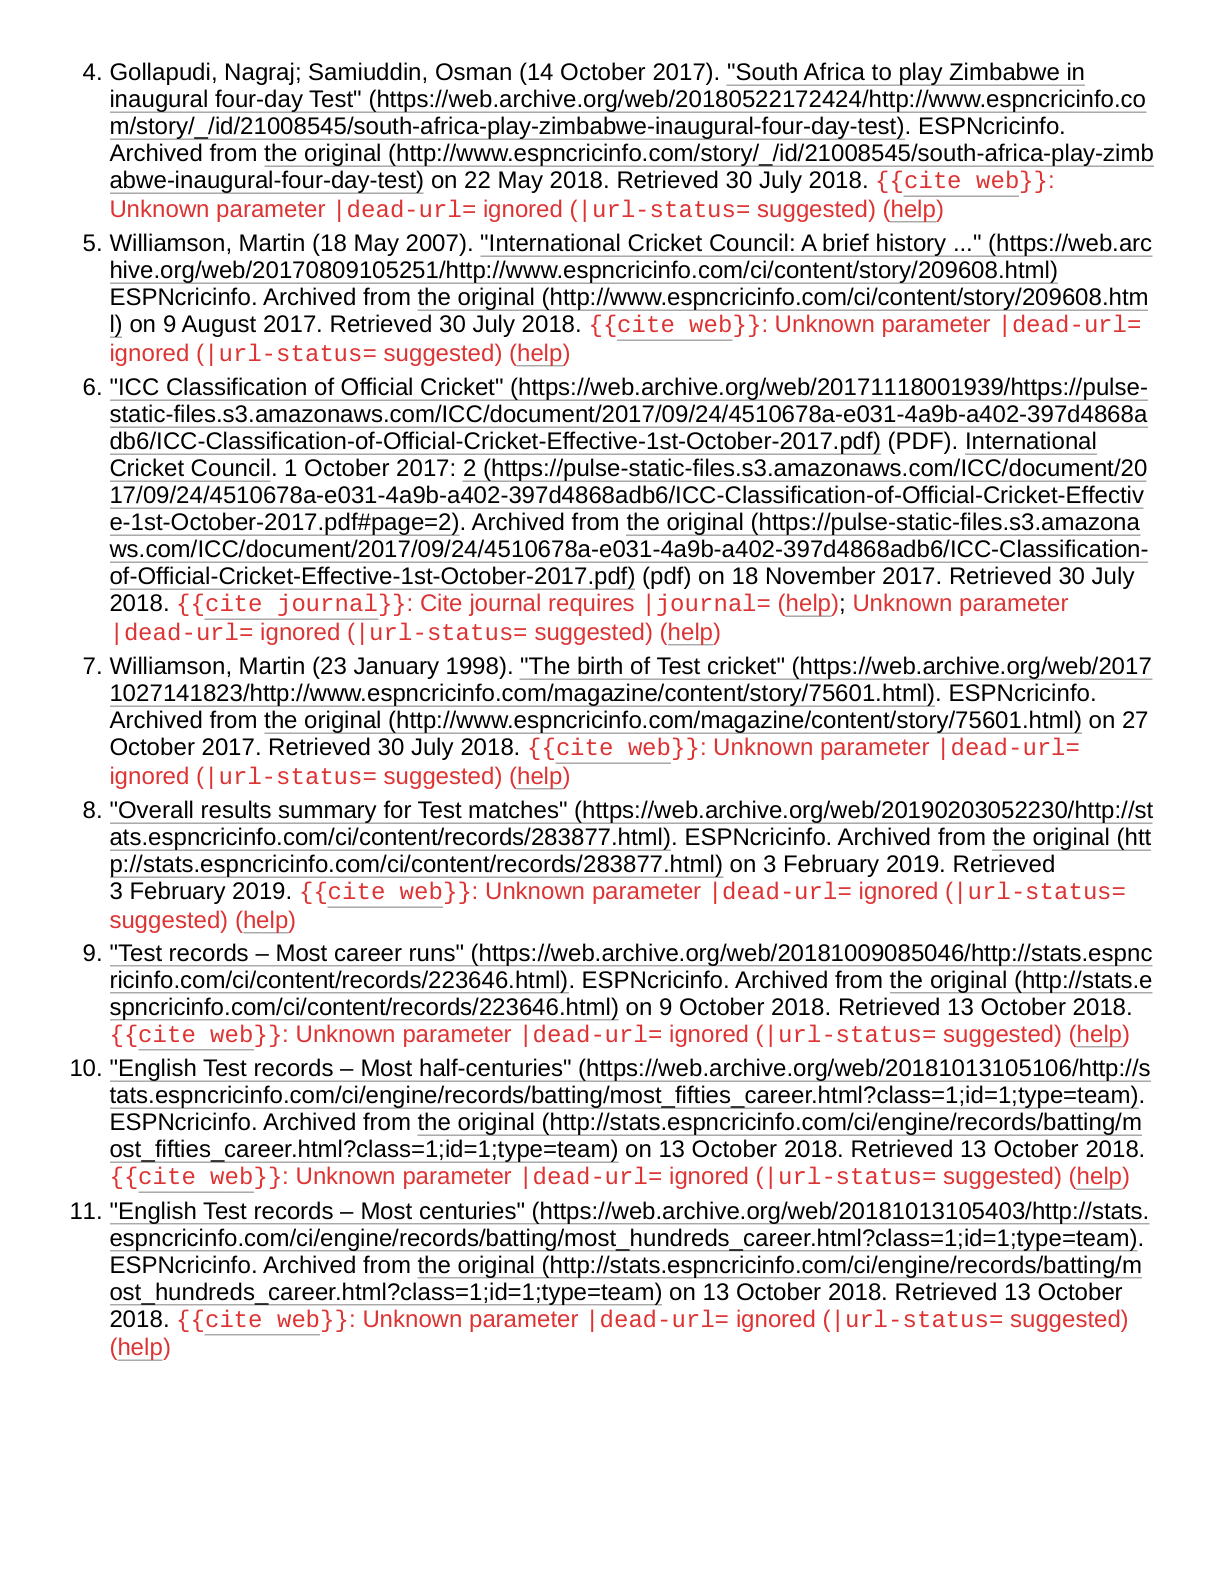 4. Gollapudi, Nagraj; Samiuddin, Osman (14 October 2017). "South Africa to play Zimbabwe in
inaugural four-day Test" (https://web.archive.org/web/20180522172424/http://www.espncricinfo.co
m/story/_/id/21008545/south-africa-play-zimbabwe-inaugural-four-day-test). ESPNcricinfo.
Archived from the original (http://www.espncricinfo.com/story/_/id/21008545/south-africa-play-zimb
abwe-inaugural-four-day-test) on 22 May 2018. Retrieved 30 July 2018. {{cite web}}:
Unknown parameter |dead-url= ignored (|url-status= suggested) (help)
5. Williamson, Martin (18 May 2007). "International Cricket Council: A brief history ..." (https://web.arc
hive.org/web/20170809105251/http://www.espncricinfo.com/ci/content/story/209608.html)
ESPNcricinfo. Archived from the original (http://www.espncricinfo.com/ci/content/story/209608.htm
l) on 9 August 2017. Retrieved 30 July 2018. {{cite web}}: Unknown parameter |dead-url=
ignored (|url-status= suggested) (help)
6. "ICC Classification of Official Cricket" (https://web.archive.org/web/20171118001939/https://pulse-
static-files.s3.amazonaws.com/ICC/document/2017/09/24/4510678a-e031-4a9b-a402-397d4868a
db6/ICC-Classification-of-Official-Cricket-Effective-1st-October-2017.pdf) (PDF). International
Cricket Council. 1 October 2017: 2 (https://pulse-static-files.s3.amazonaws.com/ICC/document/20
17/09/24/4510678a-e031-4a9b-a402-397d4868adb6/ICC-Classification-of-Official-Cricket-Effectiv
e-1st-October-2017.pdf#page=2). Archived from the original (https://pulse-static-files.s3.amazona
ws.com/ICC/document/2017/09/24/4510678a-e031-4a9b-a402-397d4868adb6/ICC-Classification-
of-Official-Cricket-Effective-1st-October-2017.pdf) (pdf) on 18 November 2017. Retrieved 30 July
2018. {{cite journal}}: Cite journal requires |journal= (help); Unknown parameter
|dead-url= ignored (|url-status= suggested) (help)
7. Williamson, Martin (23 January 1998). "The birth of Test cricket" (https://web.archive.org/web/2017
1027141823/http://www.espncricinfo.com/magazine/content/story/75601.html). ESPNcricinfo.
Archived from the original (http://www.espncricinfo.com/magazine/content/story/75601.html) on 27
October 2017. Retrieved 30 July 2018. {{cite web}}: Unknown parameter |dead-url=
ignored (|url-status= suggested) (help)
8. "Overall results summary for Test matches" (https://web.archive.org/web/20190203052230/http://st
ats.espncricinfo.com/ci/content/records/283877.html). ESPNcricinfo. Archived from the original (htt
p://stats.espncricinfo.com/ci/content/records/283877.html) on 3 February 2019. Retrieved
3 February 2019. {{cite web}}: Unknown parameter |dead-url= ignored (|url-status=
suggested) (help)
9. "Test records – Most career runs" (https://web.archive.org/web/20181009085046/http://stats.espnc
ricinfo.com/ci/content/records/223646.html). ESPNcricinfo. Archived from the original (http://stats.e
spncricinfo.com/ci/content/records/223646.html) on 9 October 2018. Retrieved 13 October 2018.
{{cite web}}: Unknown parameter |dead-url= ignored (|url-status= suggested) (help)
10. "English Test records – Most half-centuries" (https://web.archive.org/web/20181013105106/http://s
tats.espncricinfo.com/ci/engine/records/batting/most_fifties_career.html?class=1;id=1;type=team).
ESPNcricinfo. Archived from the original (http://stats.espncricinfo.com/ci/engine/records/batting/m
ost_fifties_career.html?class=1;id=1;type=team) on 13 October 2018. Retrieved 13 October 2018.
{{cite web}}: Unknown parameter |dead-url= ignored (|url-status= suggested) (help)
11. "English Test records – Most centuries" (https://web.archive.org/web/20181013105403/http://stats.
espncricinfo.com/ci/engine/records/batting/most_hundreds_career.html?class=1;id=1;type=team).
ESPNcricinfo. Archived from the original (http://stats.espncricinfo.com/ci/engine/records/batting/m
ost_hundreds_career.html?class=1;id=1;type=team) on 13 October 2018. Retrieved 13 October
2018. {{cite web}}: Unknown parameter |dead-url= ignored (|url-status= suggested)
(help)